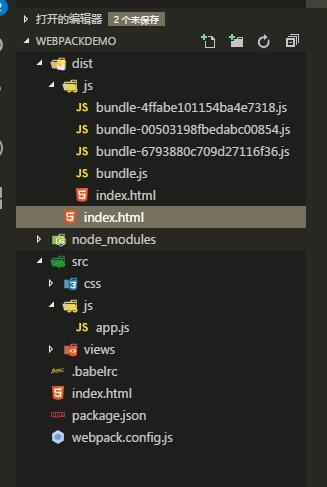 2
打开的编辑器 2 个未保存
WEBPACKDEMO
dist
js
JS bundle-4ffabe101154ba4e7318.js
JS bundle-00503198fbedabc00854.js
JS bundle-6793880c709d27116f36.js
JS bundle.js
index.html
index.html
node_modules
src
css
js
JS app.js
views
.babelrc
index.html
package.json
webpack.config.js